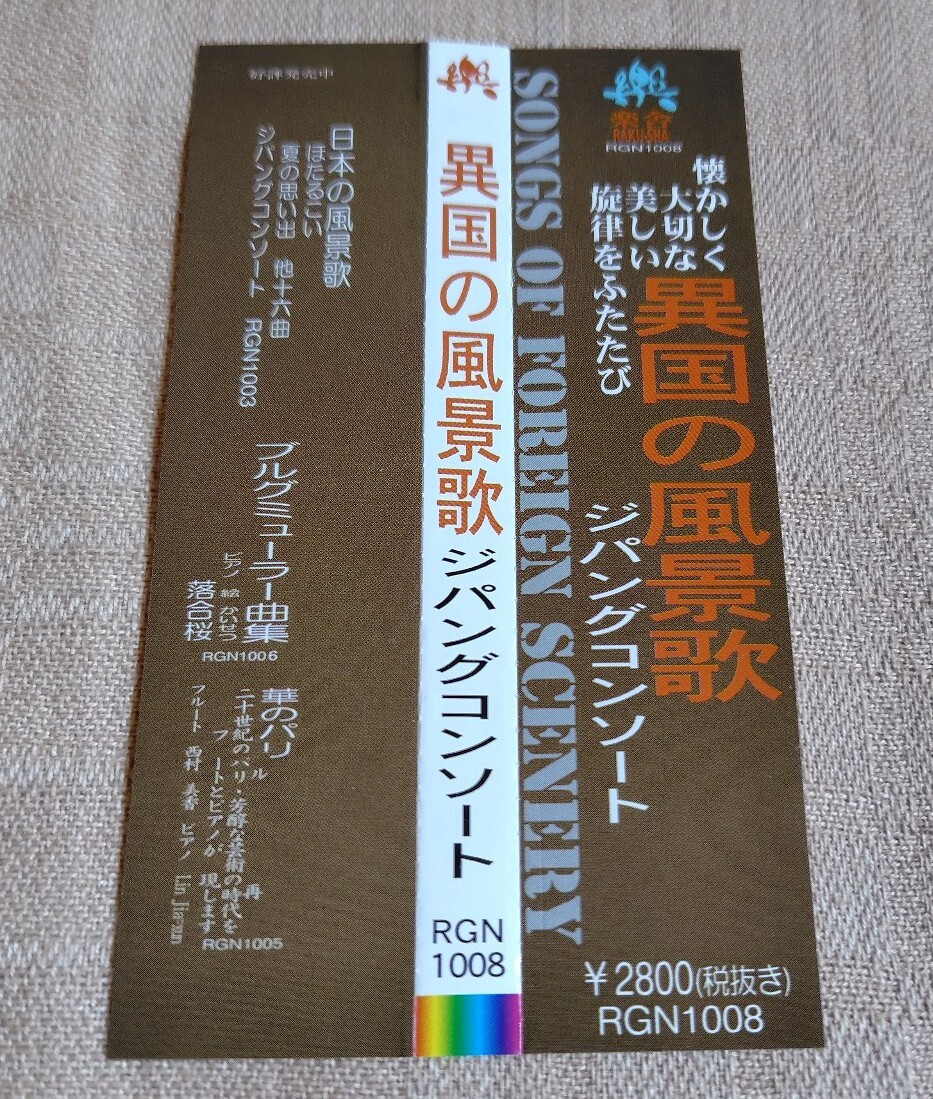 楽舎
RAKUSHA
RGN1008
懐かしく
大切な
美しい
旋律をふたたび
異国の風景歌
ジパングコンソート
¥2800(税抜き)
RGN1008
SONGS OF FOREIGN SCENERY
異国の風景歌
ジパングコンソート
RGN
1008
好評発売中
日本の風景歌
ほたるこい
夏の思い出 他十六曲
ジパングコンソート RGN1003
ブルグミュラー曲集
ピアノ 絵 かいせつ
落合桜
RGN1006
華のパリ
二十世紀のパリ・芳醇な芸術の時代を
フルートとピアノが再現します
フルート 西村 美香 ピアノ
RGN1005